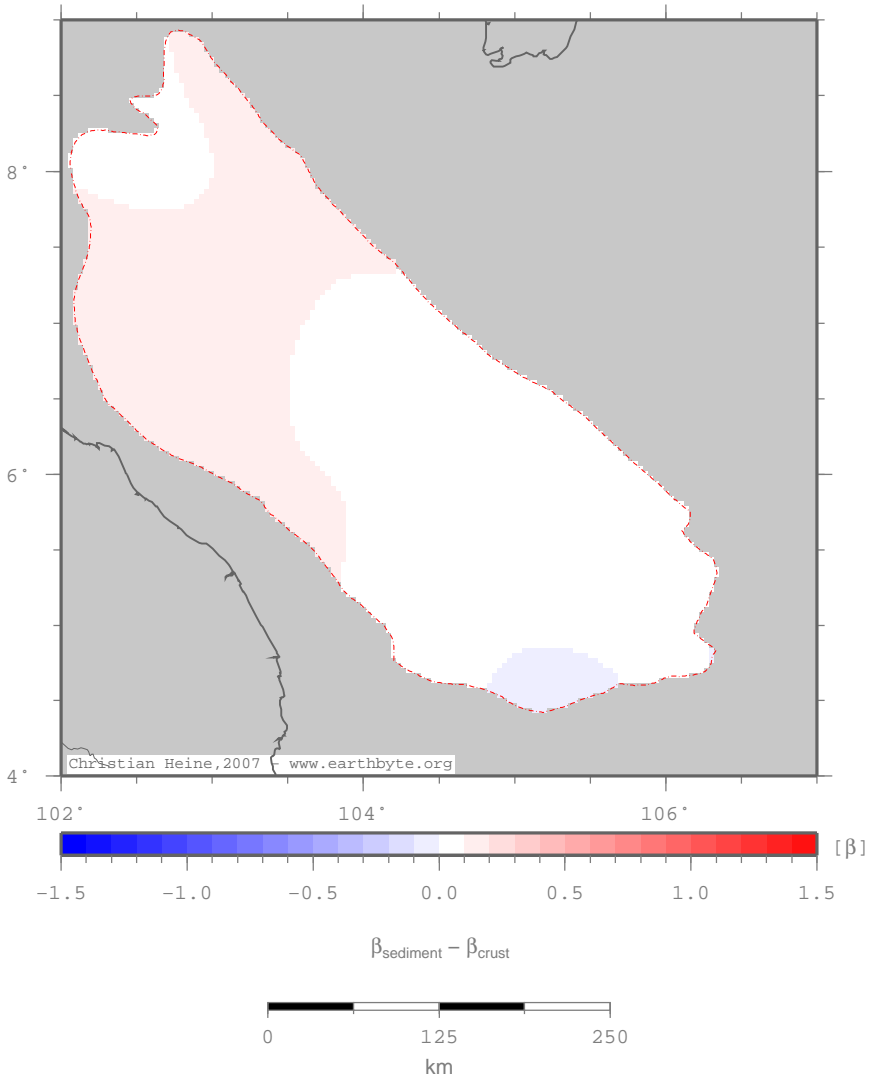 8°
6°
4°
Christian Heine,2007 - www.earthbyte.org
102° 104° 106°
[β]
−1.5 −1.0 −0.5 0.0 0.5 1.0 1.5
βsediment − βcrust
0 125 250
km